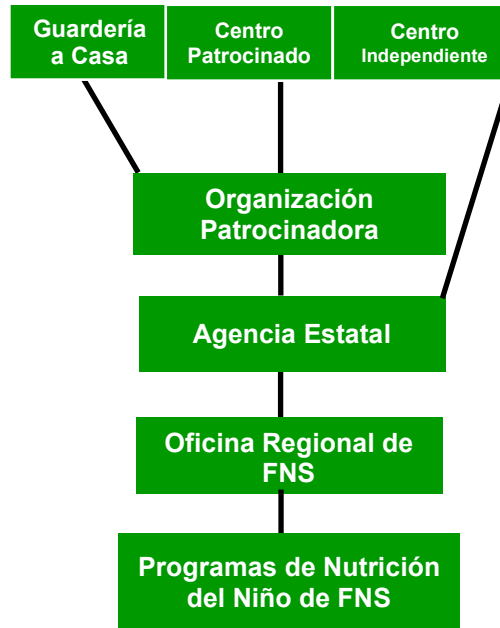 Guardería
a Casa
Centro
Patrocinado
Centro
Independiente
Organización
Patrocinadora
Agencia Estatal
Oficina Regional de
FNS
Programas de Nutrición
del Niño de FNS